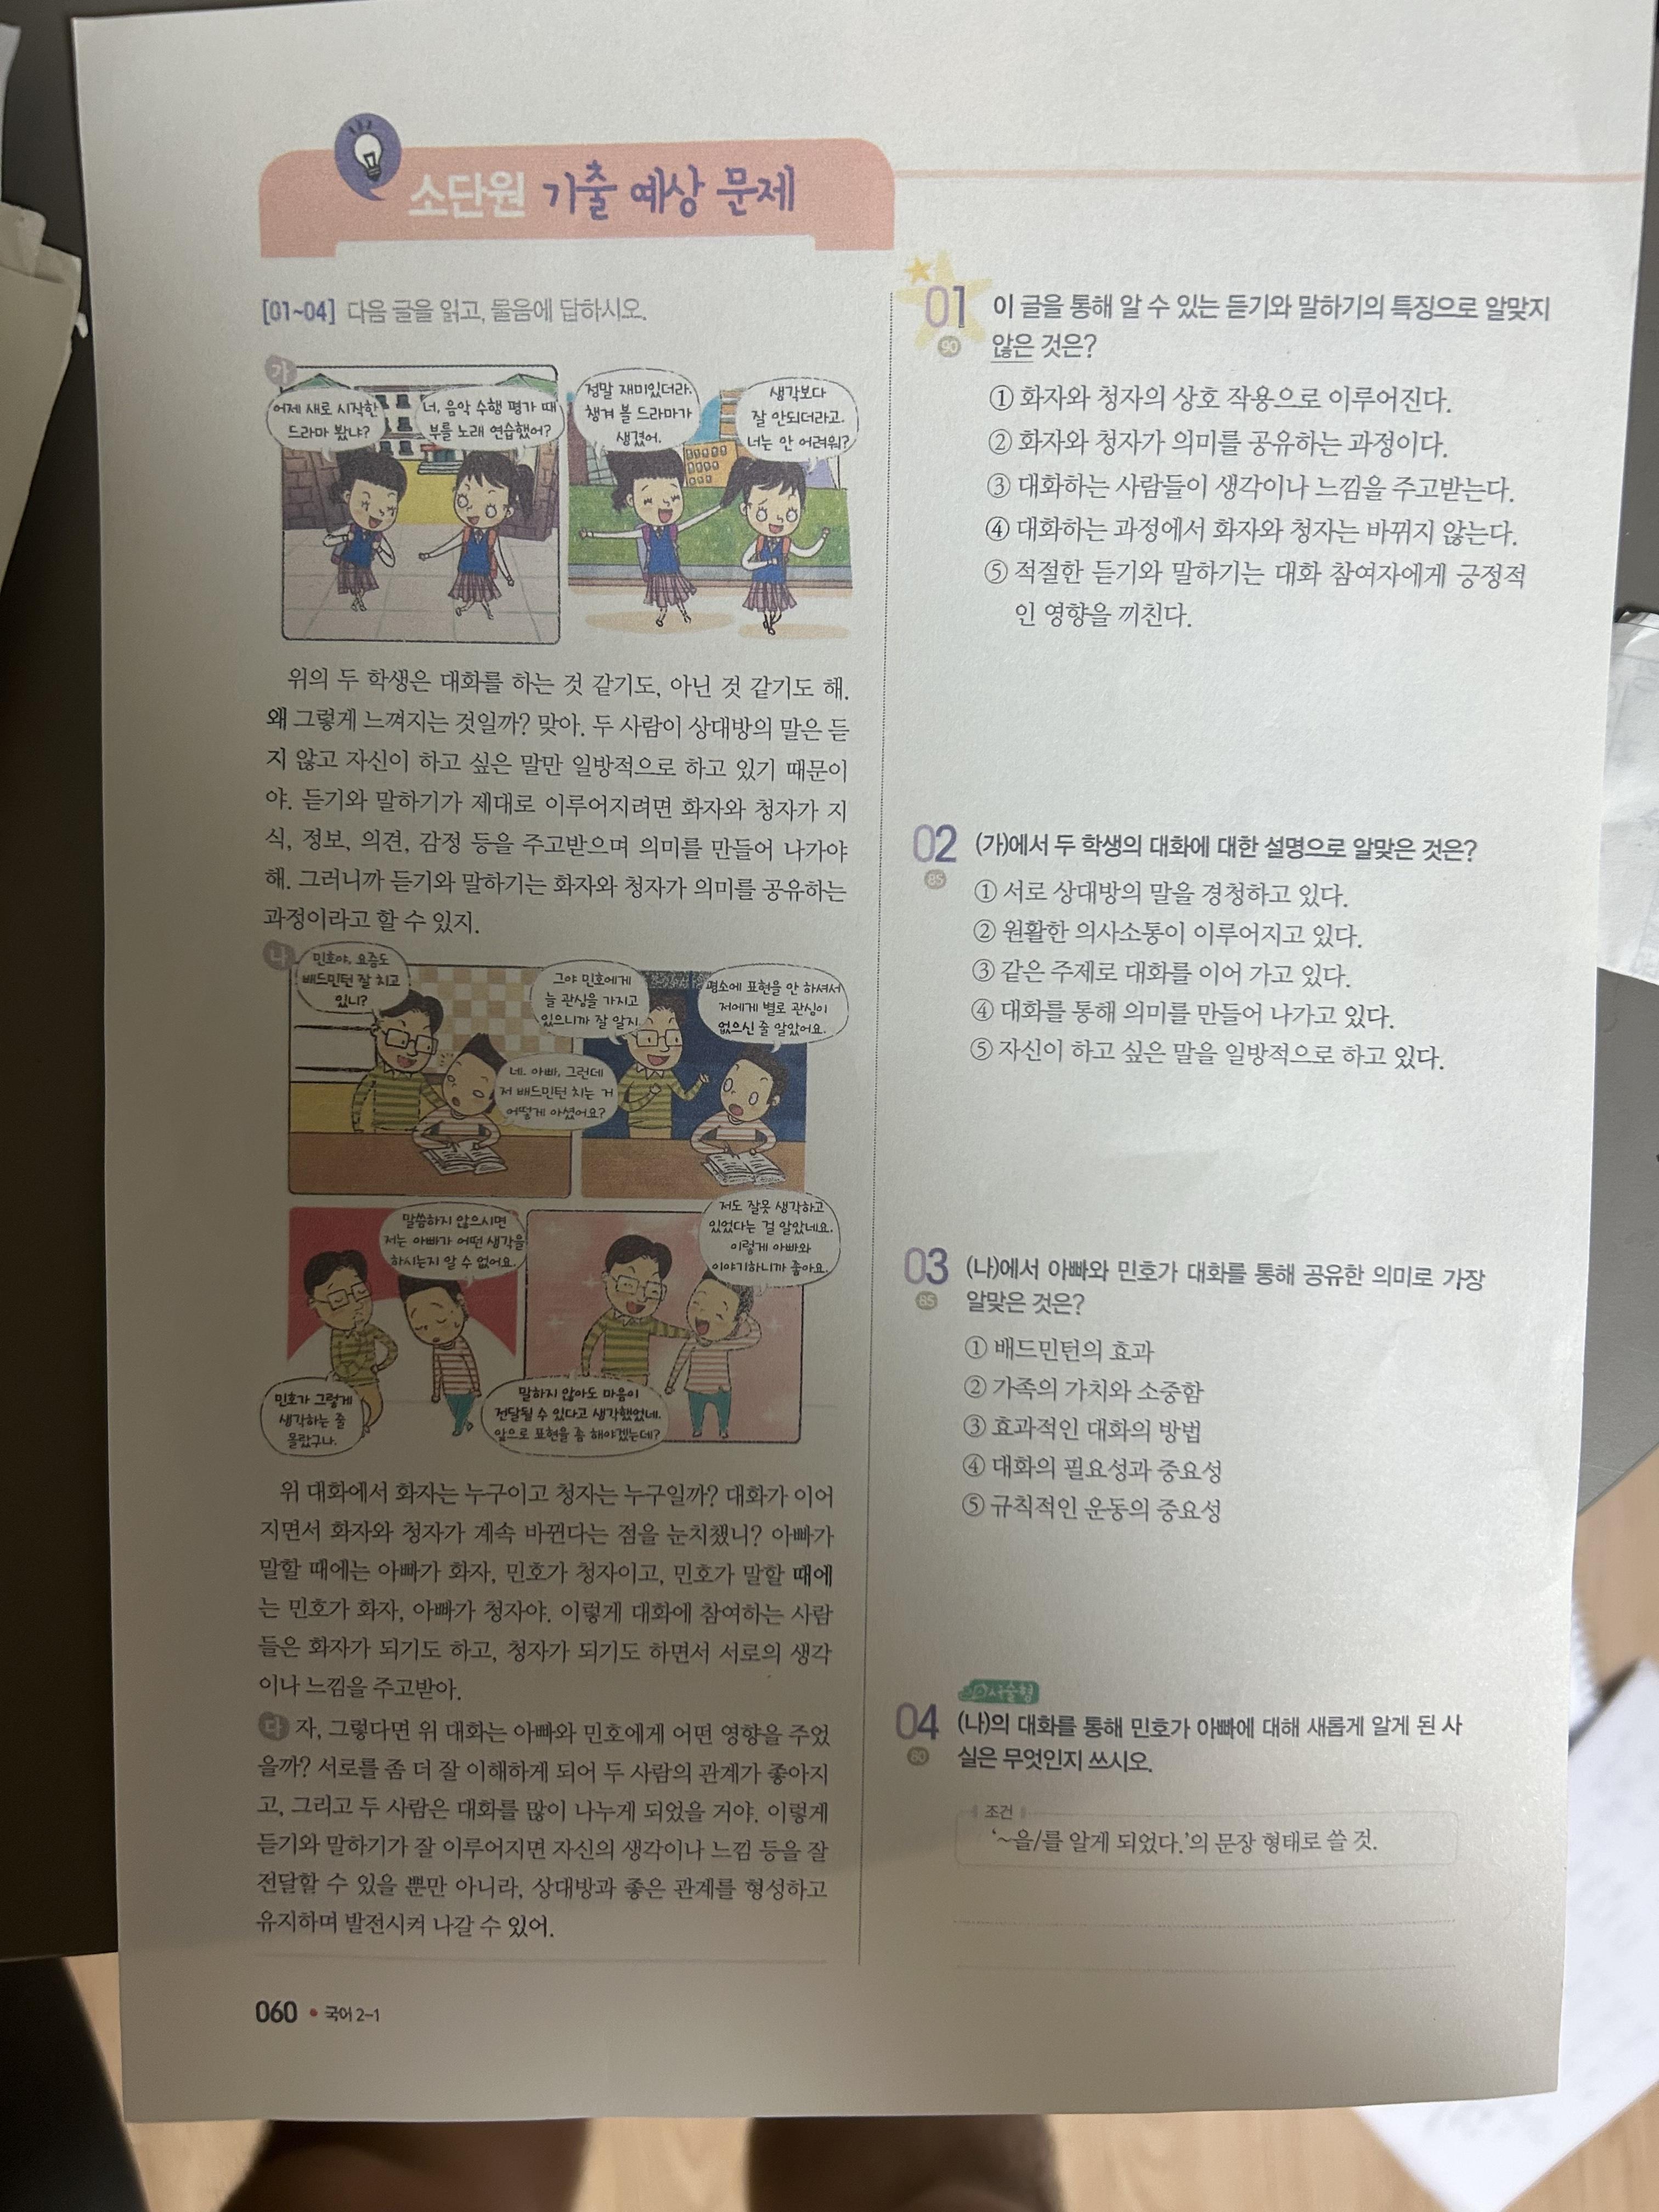 소단원 기출 예상 문제
[01~04] 다음 글을 읽고, 물음에 답하시오.
가
어제 새로 시작한
드라마 봤냐?
너, 음악 수행 평가 때
부를 노래 연습했어?
정말 재미있더라.
챙겨 볼 드라마가
생겼어.
생각보다
잘 안되더라고.
너는 안 어려워?
위의 두 학생은 대화를 하는 것 같기도, 아닌 것 같기도 해.
왜 그렇게 느껴지는 것일까? 맞아. 두 사람이 상대방의 말은 듣
지 않고 자신이 하고 싶은 말만 일방적으로 하고 있기 때문이
야. 듣기와 말하기가 제대로 이루어지려면 화자와 청자가 지
식, 정보, 의견, 감정 등을 주고받으며 의미를 만들어 나가야
해. 그러니까 듣기와 말하기는 화자와 청자가 의미를 공유하는
과정이라고 할 수 있지.
나
민호야, 요즘도
배드민턴 잘 치고
있니?
네. 아빠, 그런데
저 배드민턴 치는 거
어떻게 아셨어요?
그야 민호에게
늘 관심을 가지고
있으니까 잘 알지.
평소에 표현을 안 하셔서
저에게 별로 관심이
없으신 줄 알았어요.
말씀하지 않으시면
저는 아빠가 어떤 생각을
하시는지 알 수 없어요.
민호가 그렇게
생각하는 줄
몰랐구나.
말하지 않아도 마음이
전달될 수 있다고 생각했었네.
앞으로 표현을 좀 해야겠는데?
저도 잘못 생각하고
있었다는 걸 알았네요.
이렇게 아빠와
이야기하니까 좋아요.
위 대화에서 화자는 누구이고 청자는 누구일까? 대화가 이어
지면서 화자와 청자가 계속 바뀐다는 점을 눈치챘니? 아빠가
말할 때에는 아빠가 화자, 민호가 청자이고, 민호가 말할 때에
는 민호가 화자, 아빠가 청자야. 이렇게 대화에 참여하는 사람
들은 화자가 되기도 하고, 청자가 되기도 하면서 서로의 생각
이나 느낌을 주고받아.
다 자, 그렇다면 위 대화는 아빠와 민호에게 어떤 영향을 주었
을까? 서로를 좀 더 잘 이해하게 되어 두 사람의 관계가 좋아지
고, 그리고 두 사람은 대화를 많이 나누게 되었을 거야. 이렇게
듣기와 말하기가 잘 이루어지면 자신의 생각이나 느낌 등을 잘
전달할 수 있을 뿐만 아니라, 상대방과 좋은 관계를 형성하고
유지하며 발전시켜 나갈 수 있어.
060 • 국어 2-1
01 이 글을 통해 알 수 있는 듣기와 말하기의 특징으로 알맞지
90 않은 것은?
① 화자와 청자의 상호 작용으로 이루어진다.
② 화자와 청자가 의미를 공유하는 과정이다.
③ 대화하는 사람들이 생각이나 느낌을 주고받는다.
④ 대화하는 과정에서 화자와 청자는 바뀌지 않는다.
⑤ 적절한 듣기와 말하기는 대화 참여자에게 긍정적
인 영향을 끼친다.
02 (가)에서 두 학생의 대화에 대한 설명으로 알맞은 것은?
85
① 서로 상대방의 말을 경청하고 있다.
② 원활한 의사소통이 이루어지고 있다.
③ 같은 주제로 대화를 이어 가고 있다.
④ 대화를 통해 의미를 만들어 나가고 있다.
⑤ 자신이 하고 싶은 말을 일방적으로 하고 있다.
03 (나)에서 아빠와 민호가 대화를 통해 공유한 의미로 가장
85 알맞은 것은?
① 배드민턴의 효과
② 가족의 가치와 소중함
③ 효과적인 대화의 방법
④ 대화의 필요성과 중요성
⑤ 규칙적인 운동의 중요성
서술형
04 (나)의 대화를 통해 민호가 아빠에 대해 새롭게 알게 된 사
80 실은 무엇인지 쓰시오.
조건
'~을/를 알게 되었다.'의 문장 형태로 쓸 것.